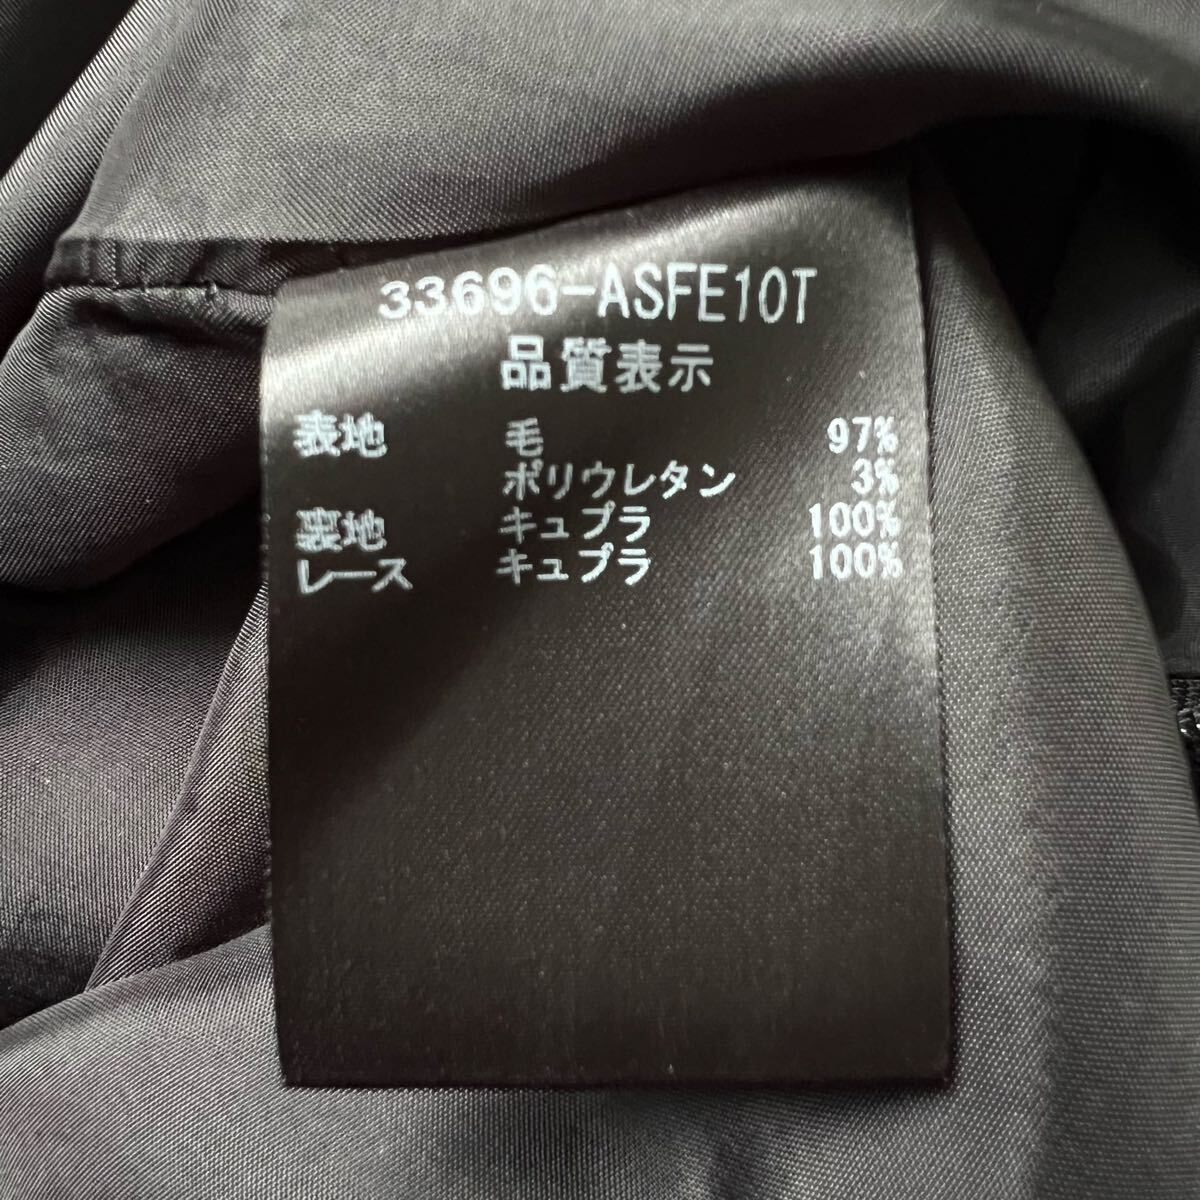 33696-ASFE10T
品質表示
表地 毛 97%
ポリウレタン 3%
裏地 キュプラ 100%
レース キュプラ 100%